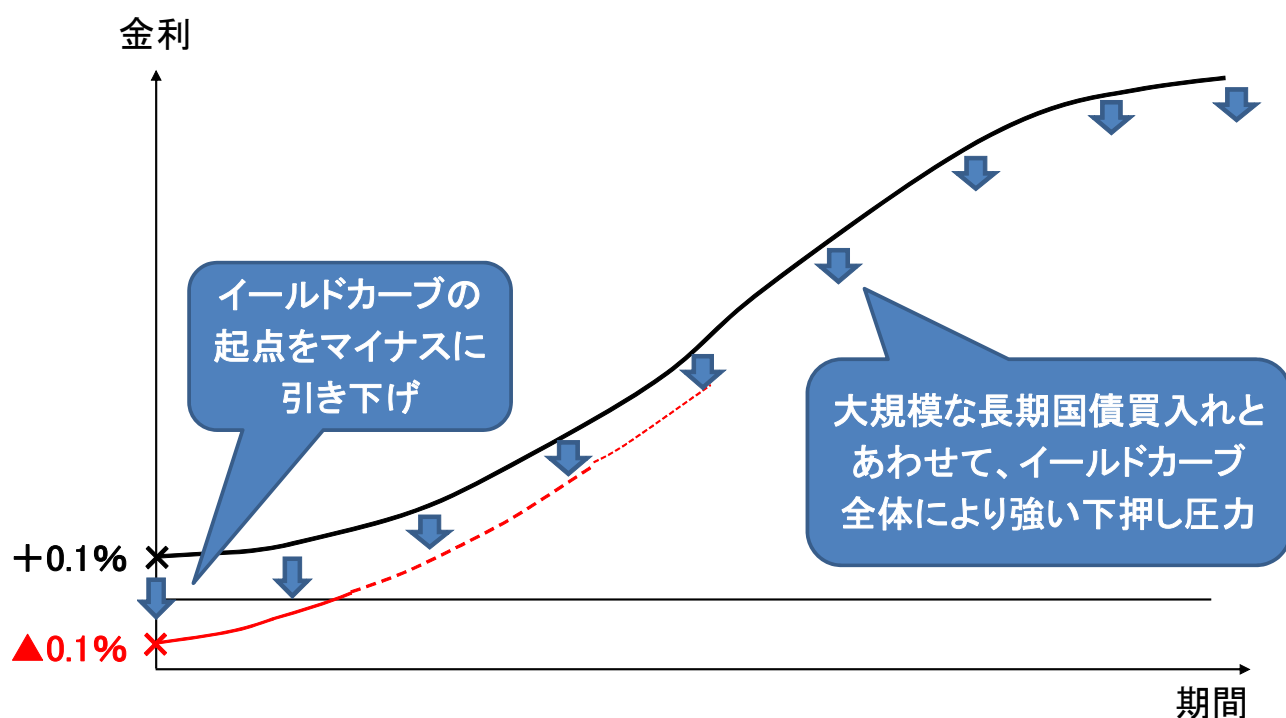 金利
イールドカーブの
起点をマイナスに
引き下げ
大規模な長期国債買入れと
あわせて、イールドカーブ
全体により強い下押し圧力
＋0.1%
▲0.1%
期間